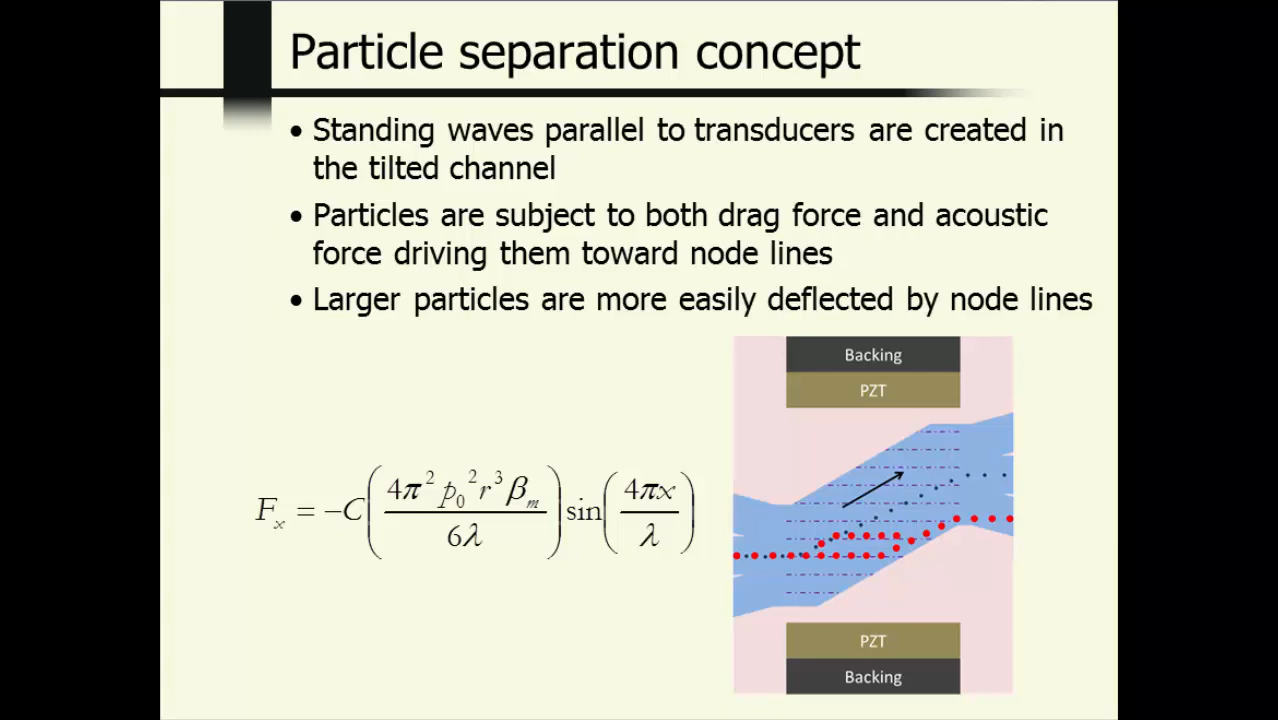 Particle separation concept
• Standing waves parallel to transducers are created in
the tilted channel
• Particles are subject to both drag force and acoustic
force driving them toward node lines
• Larger particles are more easily deflected by node lines
Backing
PZT
F_x = −C(4π²p₀²r³β_m / 6λ) sin(4πx / λ)
PZT
Backing